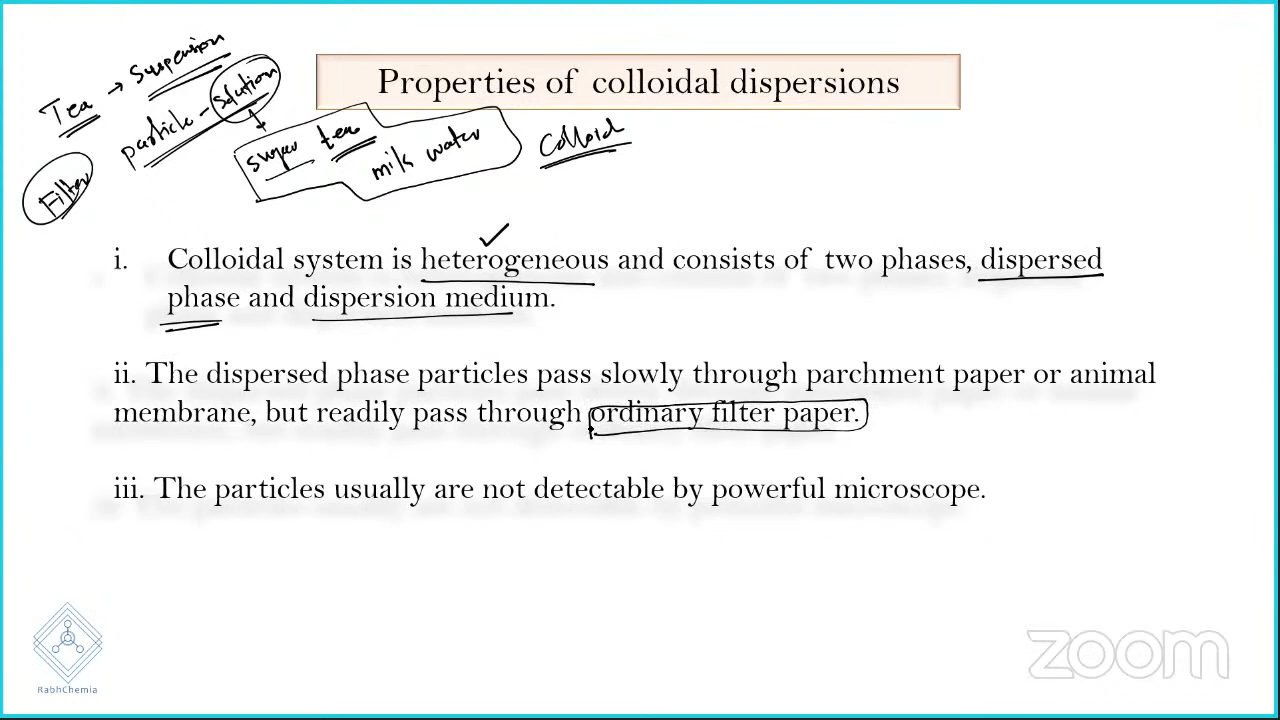 Tea → Suspension
particle - Solution
Filter
sugar tea
milk water
Colloid
Properties of colloidal dispersions
i. Colloidal system is heterogeneous and consists of two phases, dispersed
phase and dispersion medium.
ii. The dispersed phase particles pass slowly through parchment paper or animal
membrane, but readily pass through ordinary filter paper.
iii. The particles usually are not detectable by powerful microscope.
RabhChemia
zoom